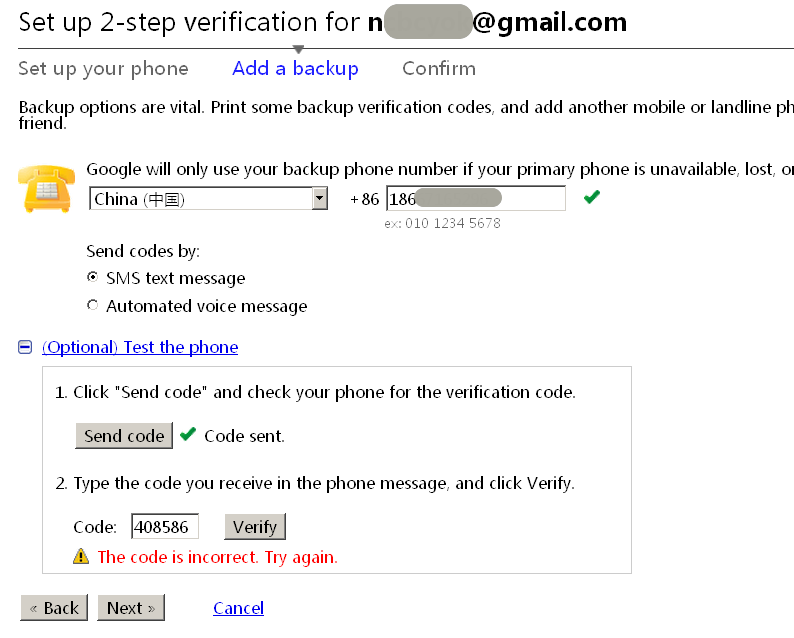 Set up 2-step verification for n @gmail.com
Set up your phone Add a backup Confirm
Backup options are vital. Print some backup verification codes, and add another mobile or landline ph
friend.
Google will only use your backup phone number if your primary phone is unavailable, lost, or
China (中国) +86 186
ex: 010 1234 5678
Send codes by:
SMS text message
Automated voice message
(Optional) Test the phone
1. Click "Send code" and check your phone for the verification code.
Send code Code sent.
2. Type the code you receive in the phone message, and click Verify.
Code: 408586 Verify
The code is incorrect. Try again.
« Back Next » Cancel